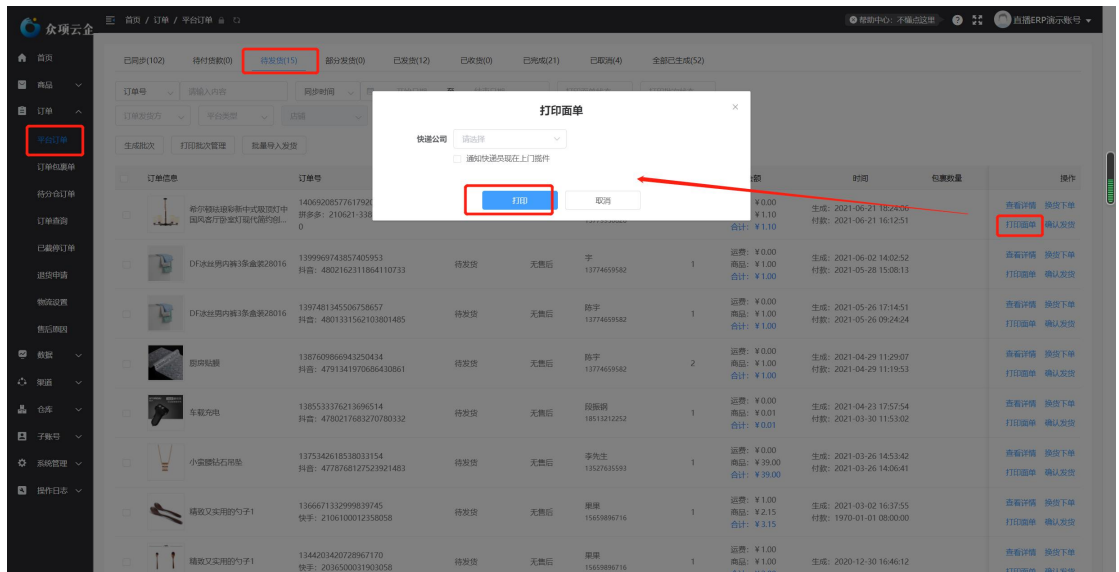 众项云企
首页 / 订单 / 平台订单
帮助中心：不懂点这里
直播ERP演示账号
首页
商品
订单
平台订单
订单包裹单
待分仓订单
订单查询
已截停订单
退货申请
物流设置
售后原因
数据
渠道
仓库
子账号
系统管理
操作日志
已同步(102) 待付货款(0) 待发货(15) 部分发货(0) 已发货(12) 已收货(0) 已完成(21) 已取消(4) 全部已生成(52)
订单号 请输入内容 同步时间
订单发货方 平台类型 店铺
生成批次 打印批次管理 批量导入发货
打印面单
快递公司 请选择
通知快递员现在上门揽件
打印 取消
订单信息 订单号 时间 包裹数量 操作
希尔顿珐琅彩新中式吸顶灯中
国风客厅卧室灯现代简约创...
拼多多: 210621-338
0
¥ 0.00
¥ 1.10
合计: ¥ 1.10
生成: 2021-06-21 18:24:06
付款: 2021-06-21 16:12:51
查看详情 换货下单
打印面单 确认发货
DF冰丝男内裤3条盒装28016
1399969743857405953
抖音: 4802162311864110733
待发货 无售后
宇
13774659582
1
运费: ¥ 0.00
商品: ¥ 1.00
合计: ¥ 1.00
生成: 2021-06-02 14:02:52
付款: 2021-05-28 15:08:13
查看详情 换货下单
打印面单 确认发货
DF冰丝男内裤3条盒装28016
1397481345506758657
抖音: 4801331562103801485
待发货 无售后
陈宇
13774659582
1
运费: ¥ 0.00
商品: ¥ 1.00
合计: ¥ 1.00
生成: 2021-05-26 17:14:51
付款: 2021-05-26 09:24:24
查看详情 换货下单
打印面单 确认发货
厨房贴膜
1387609866943250434
抖音: 4791341970686430861
待发货 无售后
陈宇
13774659582
2
运费: ¥ 0.00
商品: ¥ 1.00
合计: ¥ 1.00
生成: 2021-04-29 11:29:07
付款: 2021-04-29 11:19:53
查看详情 换货下单
打印面单 确认发货
车载充电
1385533376213696514
抖音: 4780217683270780332
待发货 无售后
段振钢
18513212252
1
运费: ¥ 0.00
商品: ¥ 0.01
合计: ¥ 0.01
生成: 2021-04-23 17:57:54
付款: 2021-03-30 11:53:02
查看详情 换货下单
打印面单 确认发货
小蛮腰钻石吊坠
1375342618538033154
抖音: 4778768127523921483
待发货 无售后
李先生
13527835593
1
运费: ¥ 0.00
商品: ¥ 39.00
合计: ¥ 39.00
生成: 2021-03-26 14:53:42
付款: 2021-03-26 14:06:41
查看详情 换货下单
打印面单 确认发货
精致又实用的勺子1
1366671332999839745
快手: 2106100012358058
待发货 无售后
果果
15659896716
1
运费: ¥ 1.00
商品: ¥ 2.15
合计: ¥ 3.15
生成: 2021-03-02 16:37:55
付款: 1970-01-01 08:00:00
查看详情 换货下单
打印面单 确认发货
精致又实用的勺子1
1344203420728967170
快手: 2036500031903058
待发货 无售后
果果
15659896716
1
运费: ¥ 1.00
生成: 2020-12-30 16:46:12
查看详情 换货下单